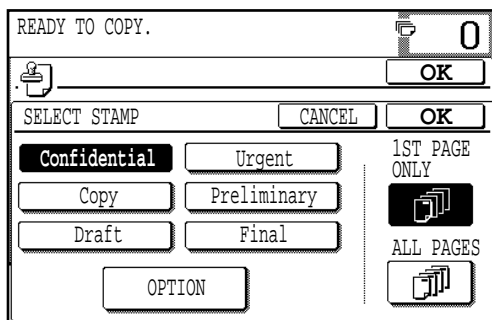 READY TO COPY.
0
OK
SELECT STAMP
CANCEL
OK
Confidential
Urgent
1ST PAGE
ONLY
Copy
Preliminary
Draft
Final
ALL PAGES
OPTION